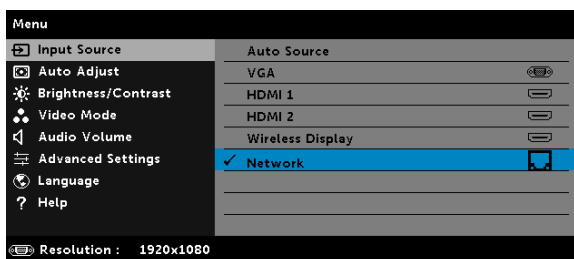 Menu
Input Source
Auto Adjust
Brightness/Contrast
Video Mode
Audio Volume
Advanced Settings
Language
? Help
Auto Source
VGA
HDMI 1
HDMI 2
Wireless Display
✓ Network
Resolution : 1920x1080